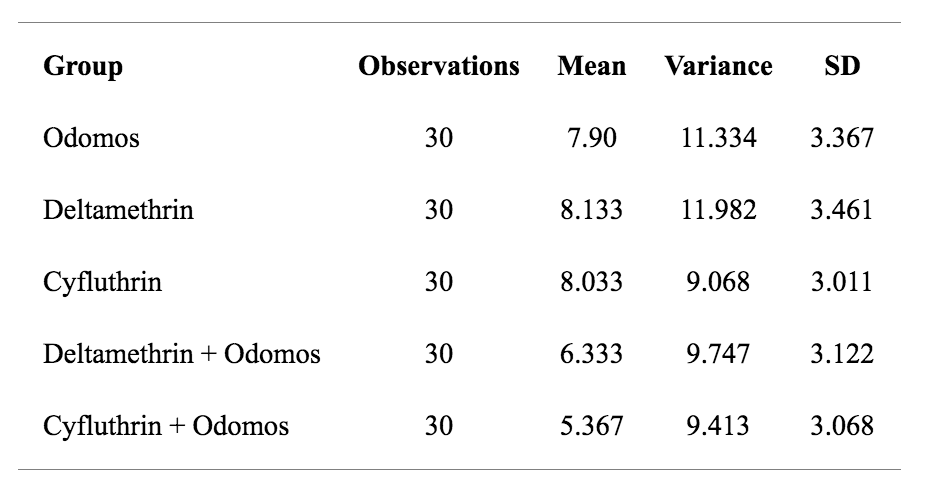 Group Observations Mean Variance SD
Odomos 30 7.90 11.334 3.367
Deltamethrin 30 8.133 11.982 3.461
Cyfluthrin 30 8.033 9.068 3.011
Deltamethrin + Odomos 30 6.333 9.747 3.122
Cyfluthrin + Odomos 30 5.367 9.413 3.068